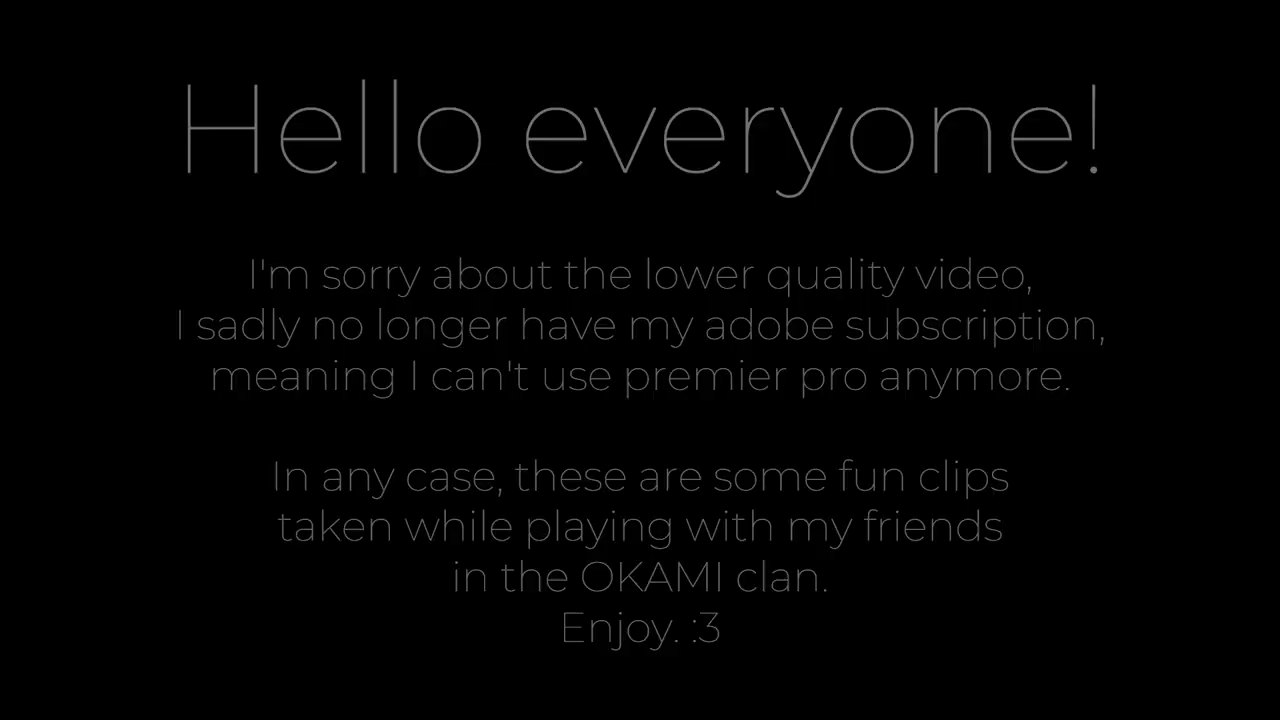 Hello everyone!
I'm sorry about the lower quality video,
I sadly no longer have my adobe subscription,
meaning I can't use premier pro anymore.
In any case, these are some fun clips
taken while playing with my friends
in the OKAMI clan.
Enjoy. :3